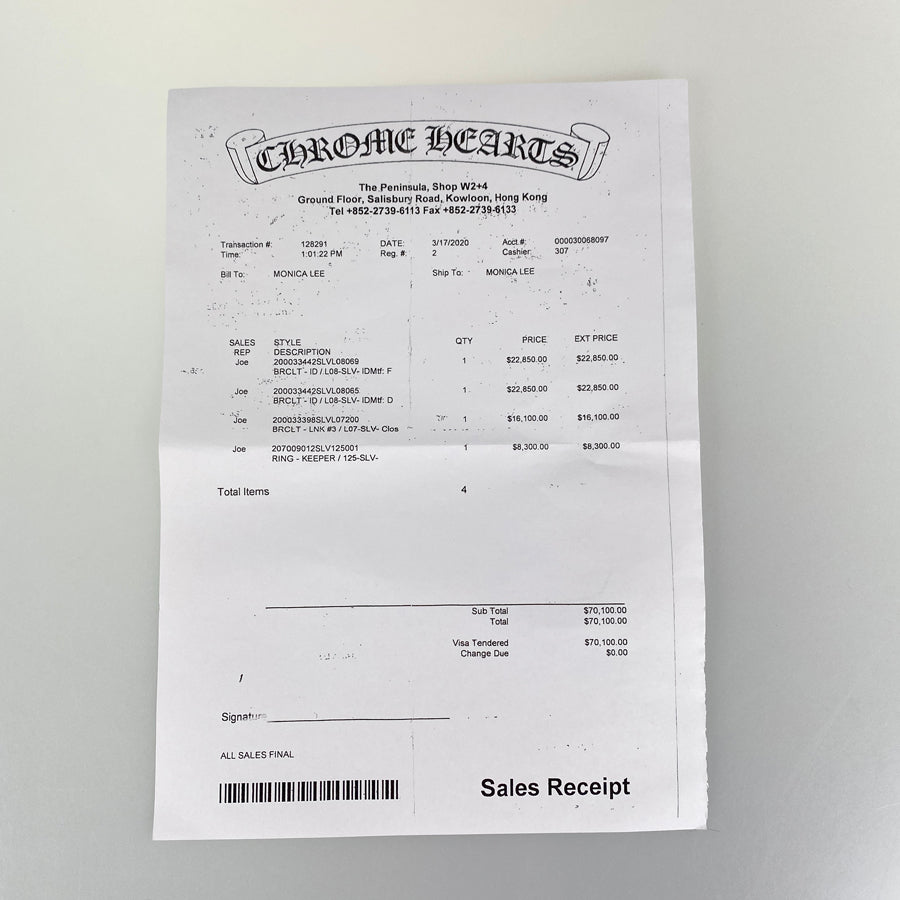 CHROME HEARTS
The Peninsula, Shop W2+4
Ground Floor, Salisbury Road, Kowloon, Hong Kong
Tel +852-2739-6113 Fax +852-2739-6133
Transaction #: 128291 DATE: 3/17/2020 Acct.#: 000030068097
Time: 1:01:22 PM Reg. #: 2 Cashier: 307
Bill To: MONICA LEE Ship To: MONICA LEE
SALES STYLE QTY PRICE EXT PRICE
REP DESCRIPTION
Joe 200033442SLVL08069 1 $22,850.00 $22,850.00
BRCLT - ID / L08-SLV- IDMtf: F
Joe 200033442SLVL08065 1 $22,850.00 $22,850.00
BRCLT - ID / L08-SLV- IDMtf: D
Joe 200033398SLVL07200 1 $16,100.00 $16,100.00
BRCLT - LNK #3 / L07-SLV- Clos
Joe 207009012SLV125001 1 $8,300.00 $8,300.00
RING - KEEPER / 125-SLV-
Total Items 4
Sub Total $70,100.00
Total $70,100.00
Visa Tendered $70,100.00
Change Due $0.00
Signature
ALL SALES FINAL
Sales Receipt